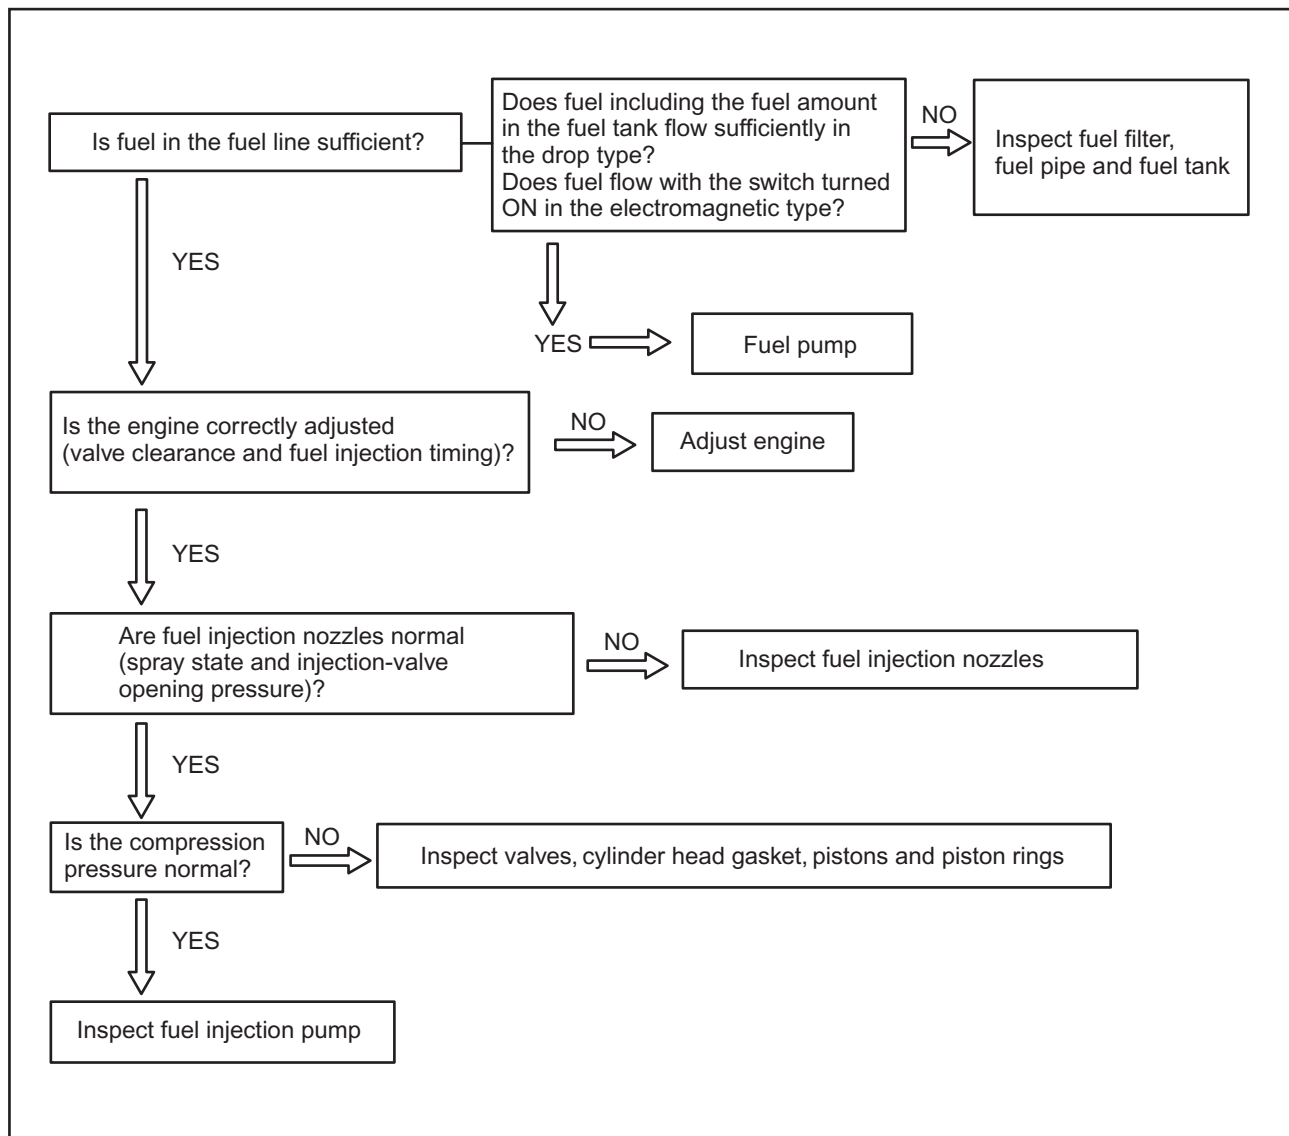 Is fuel in the fuel line sufficient?
Does fuel including the fuel amount
in the fuel tank flow sufficiently in
the drop type?
Does fuel flow with the switch turned
ON in the electromagnetic type?
NO
Inspect fuel filter,
fuel pipe and fuel tank
YES
YES
Fuel pump
Is the engine correctly adjusted
(valve clearance and fuel injection timing)?
NO
Adjust engine
YES
Are fuel injection nozzles normal
(spray state and injection-valve
opening pressure)?
NO
Inspect fuel injection nozzles
YES
Is the compression
pressure normal?
NO
Inspect valves, cylinder head gasket, pistons and piston rings
YES
Inspect fuel injection pump